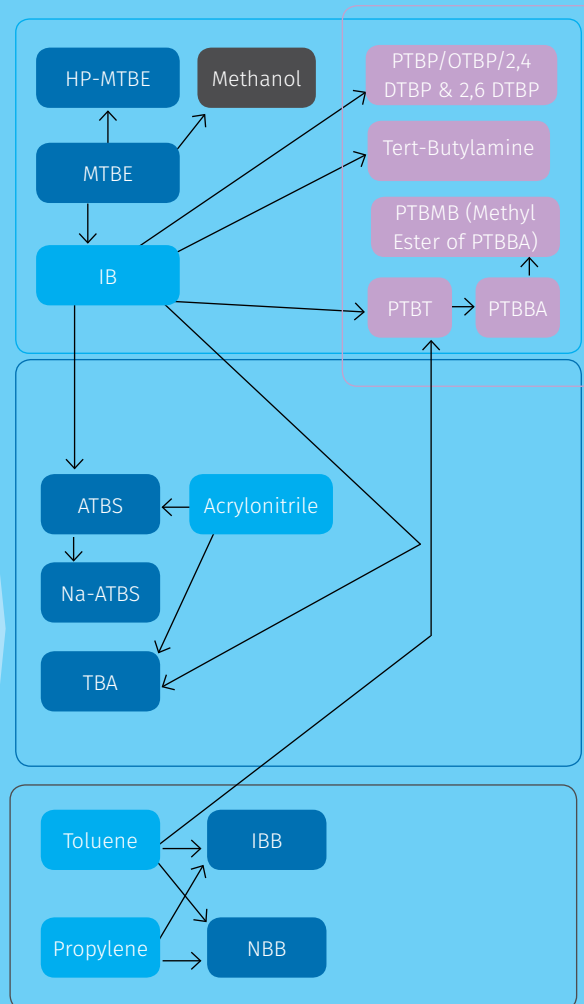 HP-MTBE
Methanol
PTBP/OTBP/2,4
DTBP & 2,6 DTBP
MTBE
Tert-Butylamine
PTBMB (Methyl
Ester of PTBBA)
IB
PTBT
PTBBA
ATBS
Acrylonitrile
Na-ATBS
TBA
Toluene
IBB
Propylene
NBB